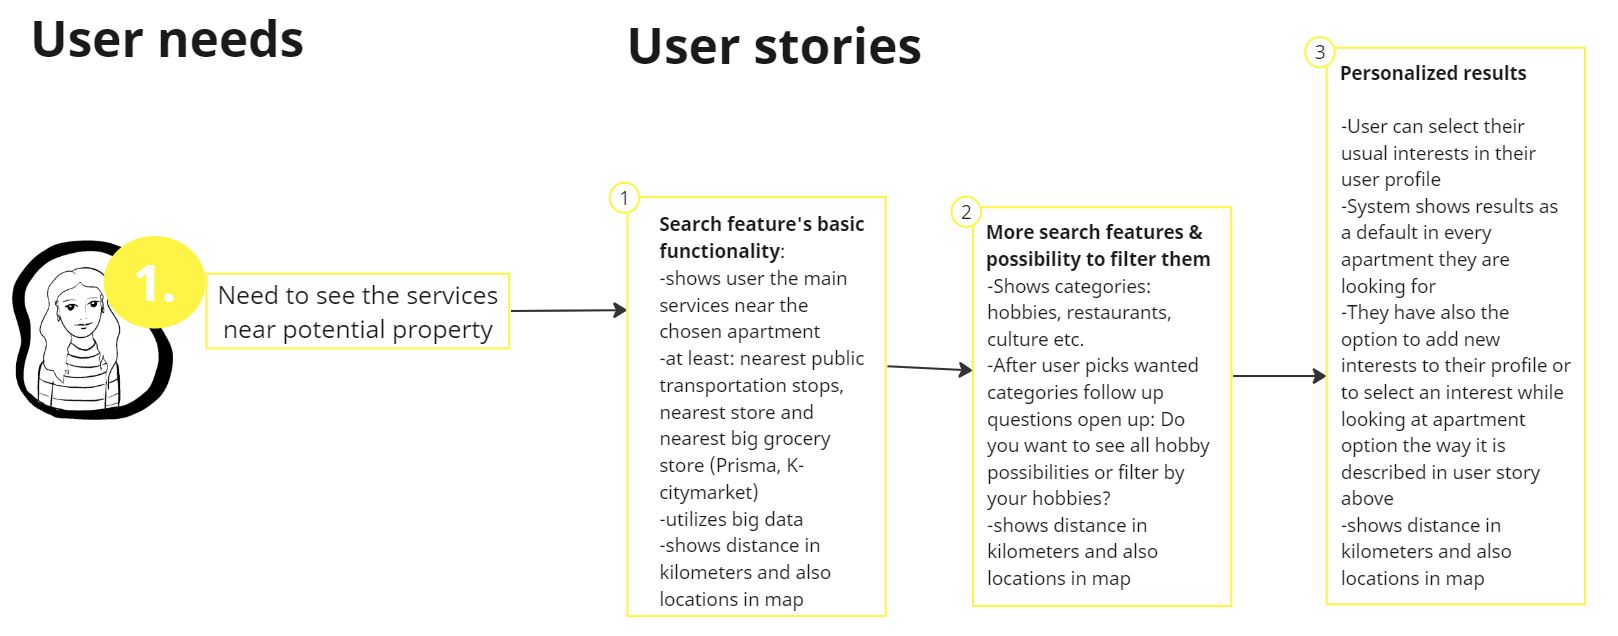 User needs
User stories
1.
Need to see the services
near potential property
1
Search feature's basic
functionality:
-shows user the main
services near the
chosen apartment
-at least: nearest public
transportation stops,
nearest store and
nearest big grocery
store (Prisma, K-
citymarket)
-utilizes big data
-shows distance in
kilometers and also
locations in map
2
More search features &
possibility to filter them
-Shows categories:
hobbies, restaurants,
culture etc.
-After user picks wanted
categories follow up
questions open up: Do
you want to see all hobby
possibilities or filter by
your hobbies?
-shows distance in
kilometers and also
locations in map
3
Personalized results
-User can select their
usual interests in their
user profile
-System shows results as
a default in every
apartment they are
looking for
-They have also the
option to add new
interests to their profile or
to select an interest while
looking at apartment
option the way it is
described in user story
above
-shows distance in
kilometers and also
locations in map